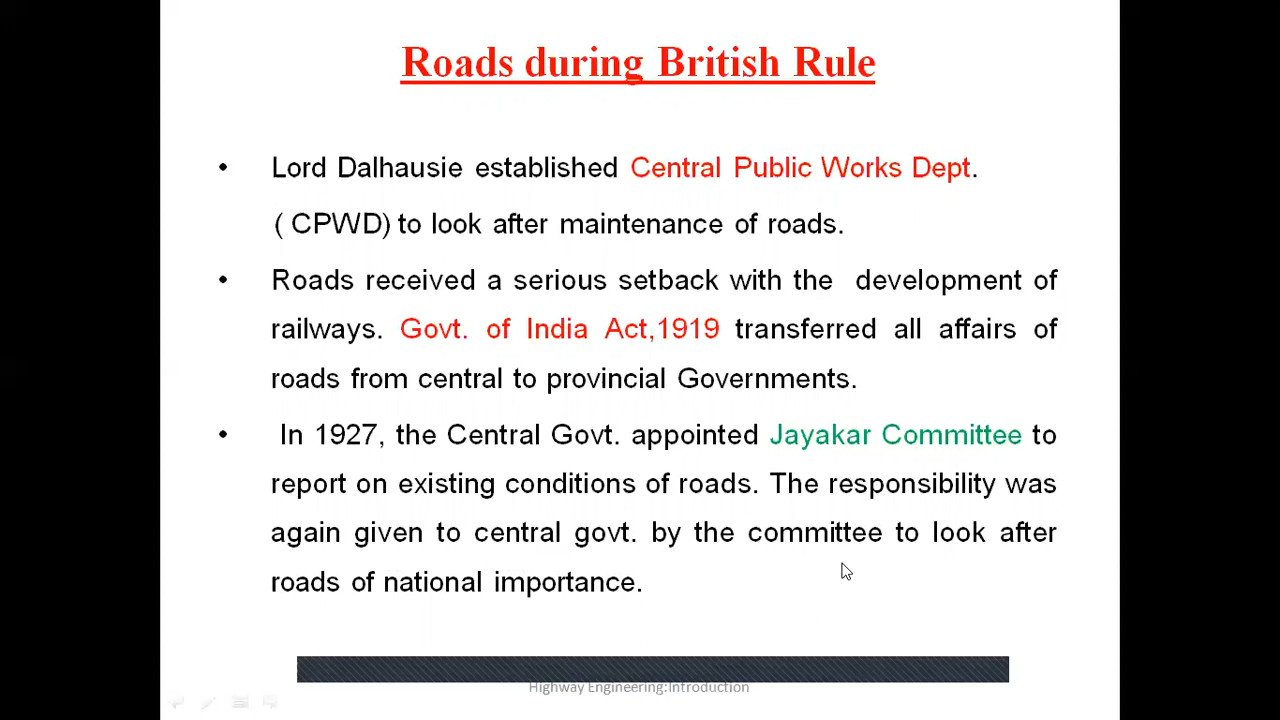 Roads during British Rule
• Lord Dalhausie established Central Public Works Dept.
( CPWD) to look after maintenance of roads.
• Roads received a serious setback with the development of
railways. Govt. of India Act,1919 transferred all affairs of
roads from central to provincial Governments.
• In 1927, the Central Govt. appointed Jayakar Committee to
report on existing conditions of roads. The responsibility was
again given to central govt. by the committee to look after
roads of national importance.
Highway Engineering:Introduction